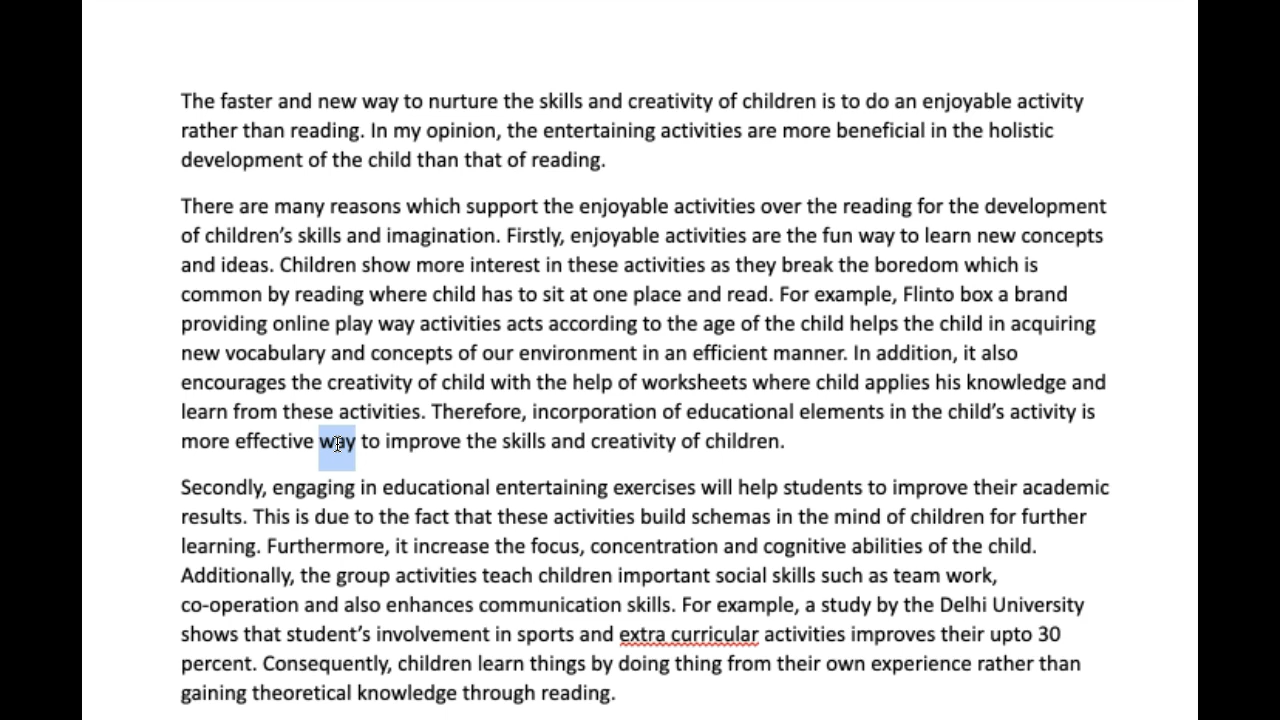 The faster and new way to nurture the skills and creativity of children is to do an enjoyable activity
rather than reading. In my opinion, the entertaining activities are more beneficial in the holistic
development of the child than that of reading.
There are many reasons which support the enjoyable activities over the reading for the development
of children’s skills and imagination. Firstly, enjoyable activities are the fun way to learn new concepts
and ideas. Children show more interest in these activities as they break the boredom which is
common by reading where child has to sit at one place and read. For example, Flinto box a brand
providing online play way activities acts according to the age of the child helps the child in acquiring
new vocabulary and concepts of our environment in an efficient manner. In addition, it also
encourages the creativity of child with the help of worksheets where child applies his knowledge and
learn from these activities. Therefore, incorporation of educational elements in the child’s activity is
more effective way to improve the skills and creativity of children.
Secondly, engaging in educational entertaining exercises will help students to improve their academic
results. This is due to the fact that these activities build schemas in the mind of children for further
learning. Furthermore, it increase the focus, concentration and cognitive abilities of the child.
Additionally, the group activities teach children important social skills such as team work,
co-operation and also enhances communication skills. For example, a study by the Delhi University
shows that student’s involvement in sports and extra curricular activities improves their upto 30
percent. Consequently, children learn things by doing thing from their own experience rather than
gaining theoretical knowledge through reading.